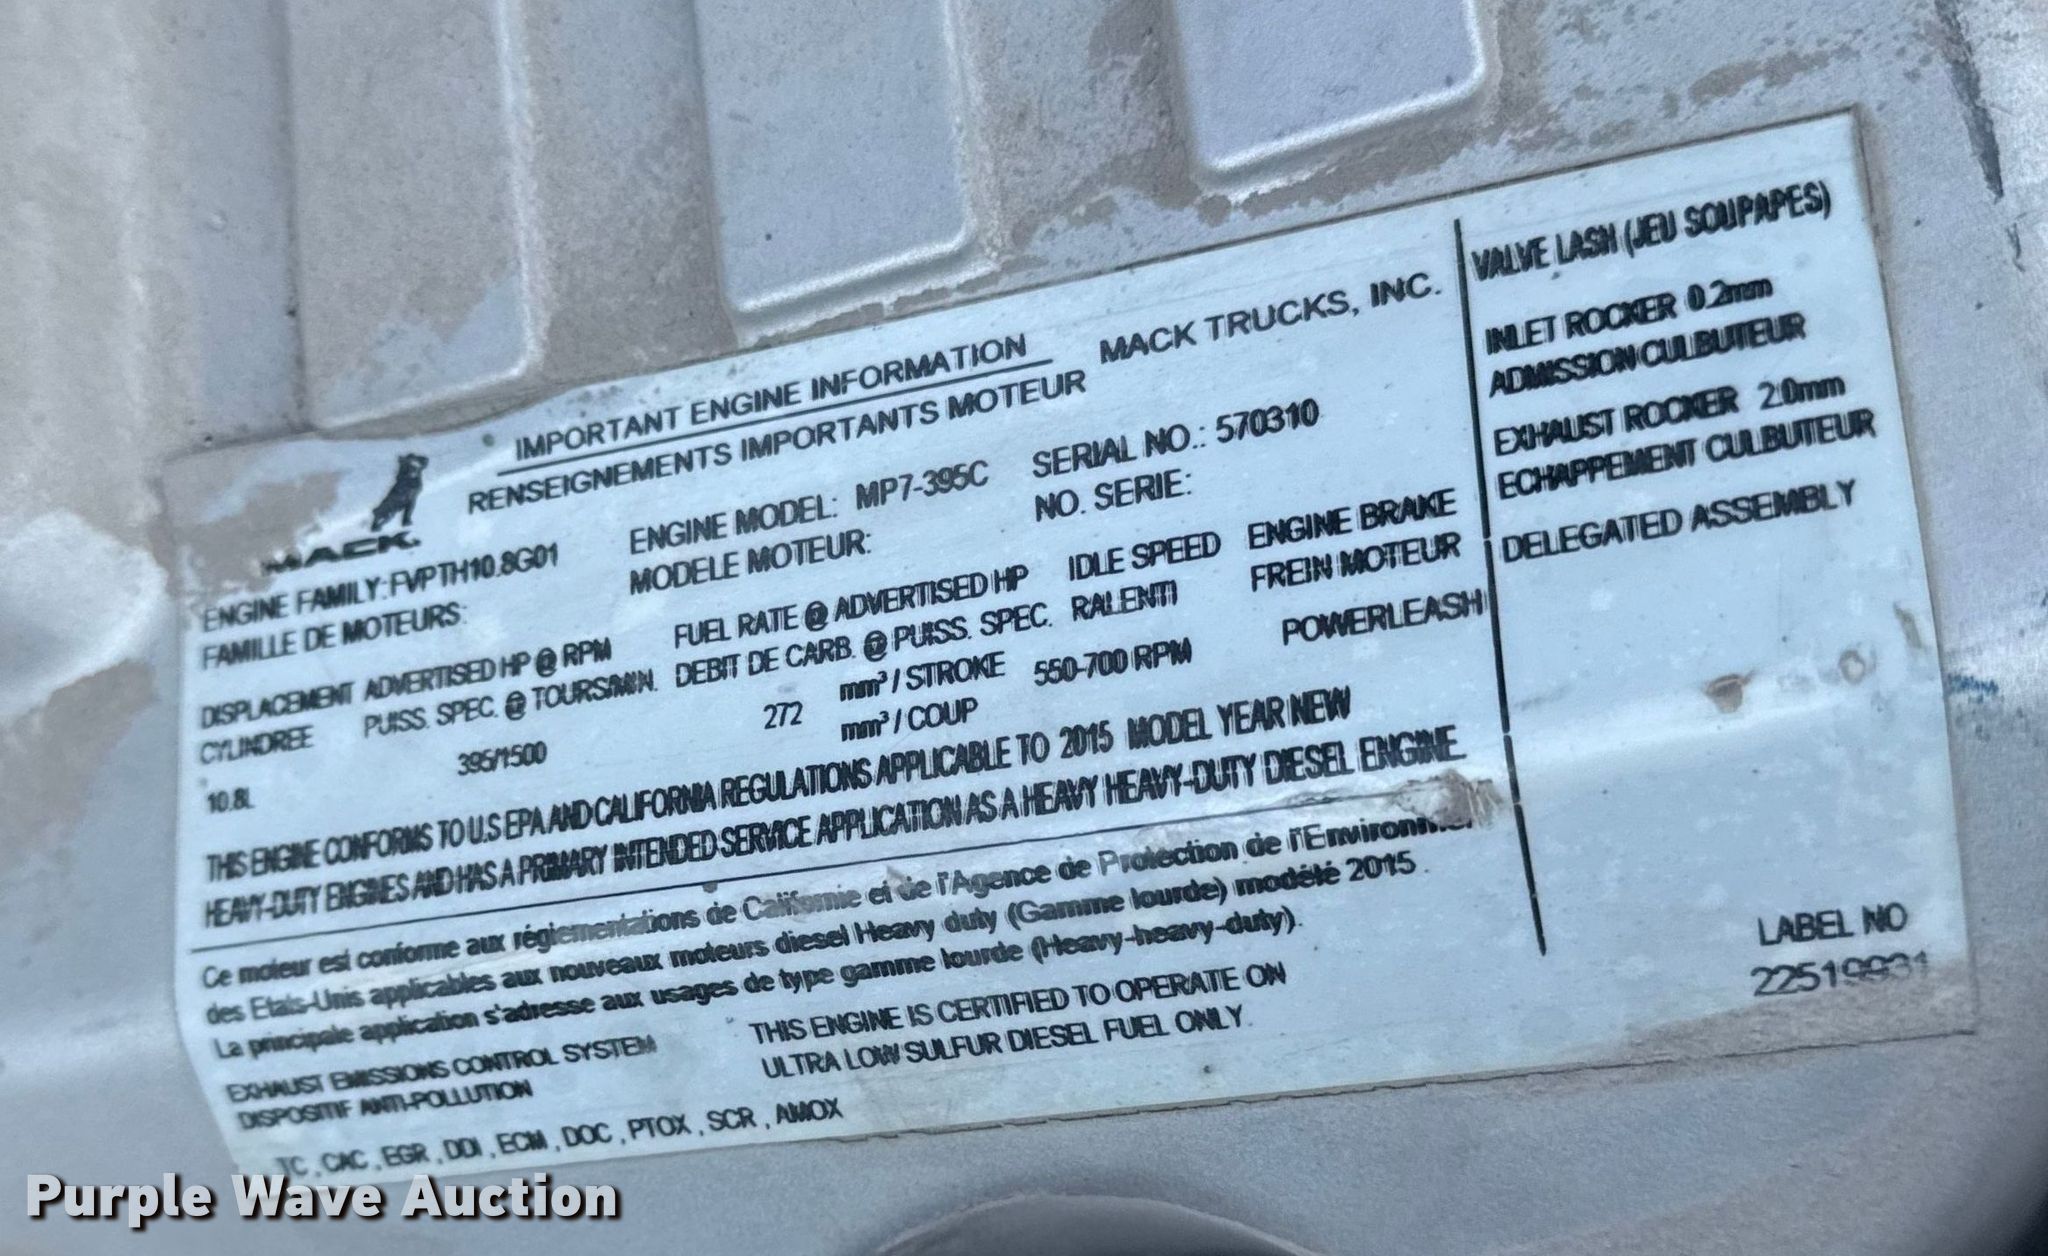 IMPORTANT ENGINE INFORMATION
RENSEIGNEMENTS IMPORTANTS MOTEUR
MACK TRUCKS, INC.
MACK.
ENGINE FAMILY: FVPTH10.8G01
FAMILLE DE MOTEURS:
ENGINE MODEL: MP7-395C
MODELE MOTEUR:
SERIAL NO.: 570310
NO. SERIE:
DISPLACEMENT
CYLINDREE
10.8L
ADVERTISED HP @ RPM
PUISS. SPEC. @ TOURS/MIN.
395/1500
FUEL RATE @ ADVERTISED HP
DEBIT DE CARB. @ PUISS. SPEC.
272 mm³ / STROKE
mm³ / COUP
IDLE SPEED
RALENTI
550-700 RPM
ENGINE BRAKE
FREIN MOTEUR
POWERLEASH
THIS ENGINE CONFORMS TO U.S EPA AND CALIFORNIA REGULATIONS APPLICABLE TO 2015 MODEL YEAR NEW
HEAVY-DUTY ENGINES AND HAS A PRIMARY INTENDED SERVICE APPLICATION AS A HEAVY HEAVY-DUTY DIESEL ENGINE.
Ce moteur est conforme aux réglementations de Californie et de l'Agence de Protection de l'Environnem
des Etats-Unis applicables aux nouveaux moteurs diesel Heavy duty (Gamme lourde) modélé 2015.
La principale application s'adresse aux usages de type gamme lourde (Heavy-heavy-duty).
EXHAUST EMISSIONS CONTROL SYSTEM
DISPOSITIF ANTI-POLLUTION
THIS ENGINE IS CERTIFIED TO OPERATE ON
ULTRA LOW SULFUR DIESEL FUEL ONLY.
TC , CAC , EGR , DDI , ECM , DOC , PTOX , SCR , AMOX
VALVE LASH (JEU SOUPAPES)
INLET ROCKER 0.2mm
ADMISSION CULBUTEUR
EXHAUST ROCKER 2.0mm
ECHAPPEMENT CULBUTEUR
DELEGATED ASSEMBLY
LABEL NO
22519931
Purple Wave Auction